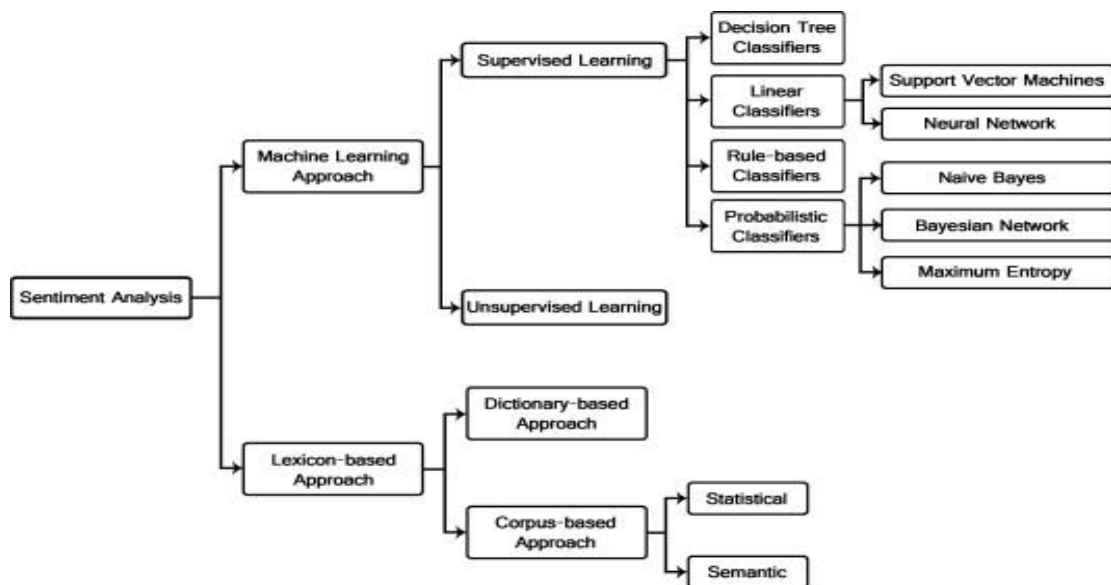 Decision Tree
Classifiers
Supervised Learning
Linear
Classifiers
Support Vector Machines
Neural Network
Machine Learning
Approach
Rule-based
Classifiers
Naive Bayes
Probabilistic
Classifiers
Bayesian Network
Maximum Entropy
Sentiment Analysis
Unsupervised Learning
Dictionary-based
Approach
Lexicon-based
Approach
Corpus-based
Approach
Statistical
Semantic